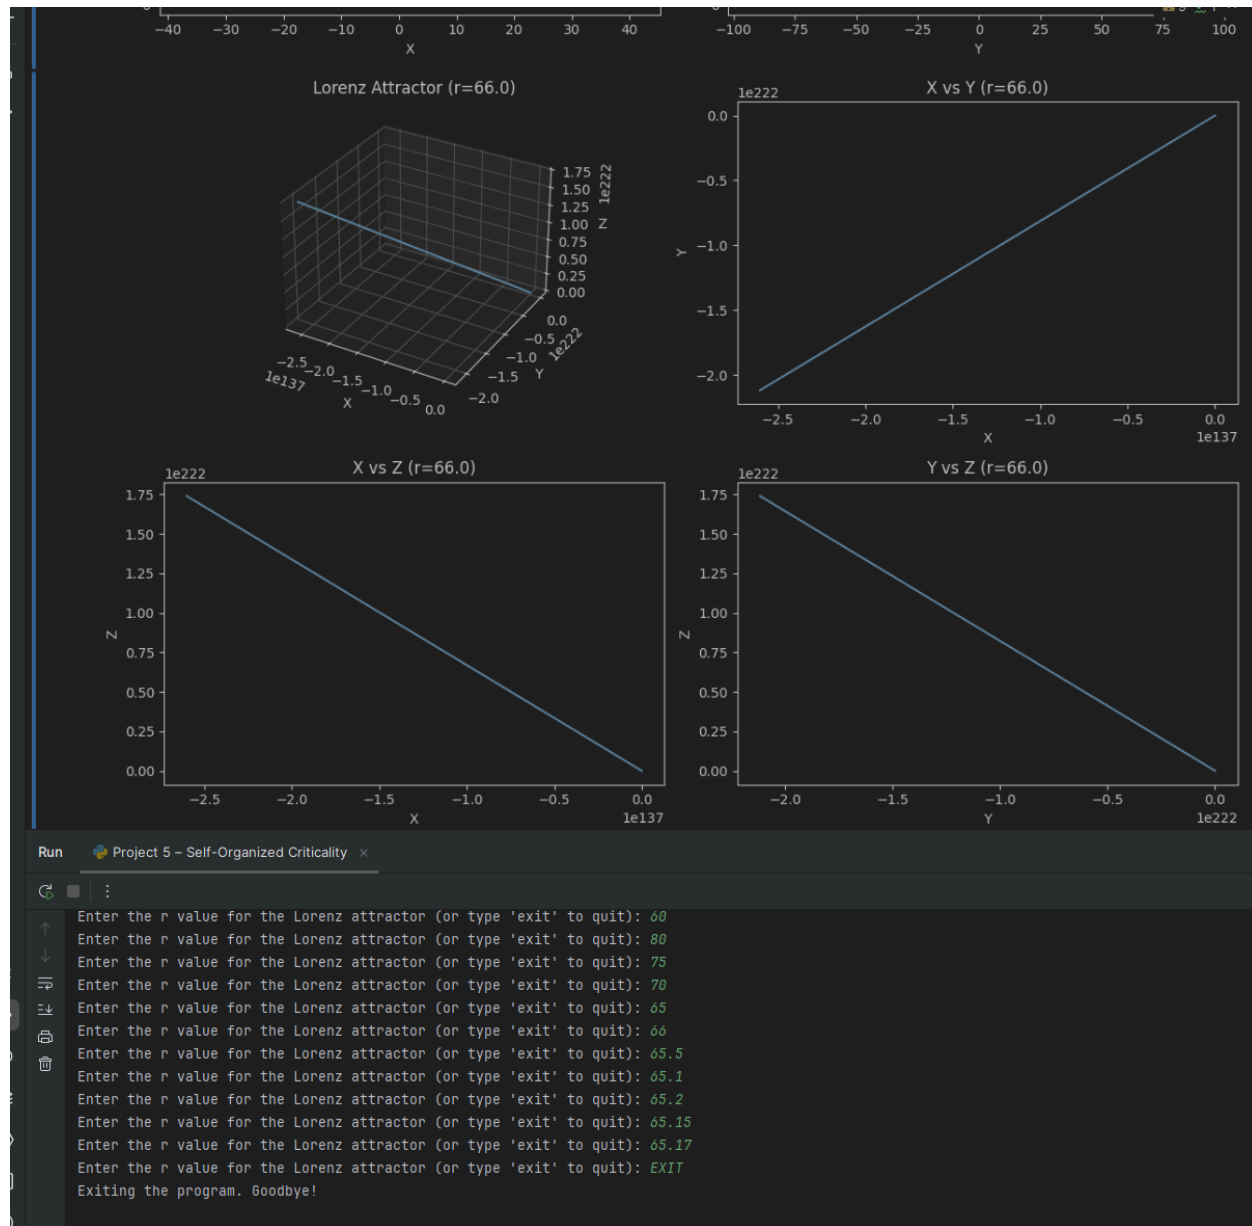 −40 −30 −20 −10 0 10 20 30 40
X
−100 −75 −50 −25 0 25 50 75 100
Y
Lorenz Attractor (r=66.0)
1.75
1.50
1.25
1.00
0.75
0.50
0.25
0.00
Z
1e222
0.0
−0.5
−1.0
−1.5
−2.0
Y
1e222
−2.5
−2.0
−1.5
−1.0
−0.5
0.0
1e137
X
X vs Y (r=66.0)
1e222
0.0
−0.5
−1.0
−1.5
−2.0
Y
−2.5 −2.0 −1.5 −1.0 −0.5 0.0
X
1e137
X vs Z (r=66.0)
1e222
1.75
1.50
1.25
1.00
0.75
0.50
0.25
0.00
Z
−2.5 −2.0 −1.5 −1.0 −0.5 0.0
X
1e137
Y vs Z (r=66.0)
1e222
1.75
1.50
1.25
1.00
0.75
0.50
0.25
0.00
Z
−2.0 −1.5 −1.0 −0.5 0.0
Y
1e222
Run Project 5 – Self-Organized Criticality
Enter the r value for the Lorenz attractor (or type 'exit' to quit): 60
Enter the r value for the Lorenz attractor (or type 'exit' to quit): 80
Enter the r value for the Lorenz attractor (or type 'exit' to quit): 75
Enter the r value for the Lorenz attractor (or type 'exit' to quit): 70
Enter the r value for the Lorenz attractor (or type 'exit' to quit): 65
Enter the r value for the Lorenz attractor (or type 'exit' to quit): 66
Enter the r value for the Lorenz attractor (or type 'exit' to quit): 65.5
Enter the r value for the Lorenz attractor (or type 'exit' to quit): 65.1
Enter the r value for the Lorenz attractor (or type 'exit' to quit): 65.2
Enter the r value for the Lorenz attractor (or type 'exit' to quit): 65.15
Enter the r value for the Lorenz attractor (or type 'exit' to quit): 65.17
Enter the r value for the Lorenz attractor (or type 'exit' to quit): EXIT
Exiting the program. Goodbye!